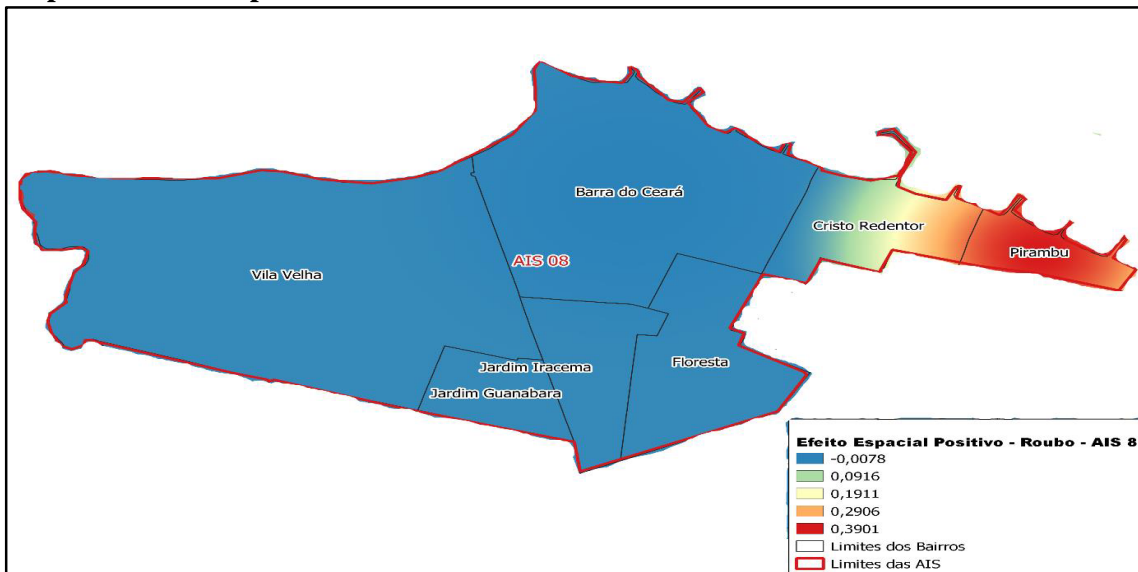 Barra do Ceará
Cristo Redentor
Pirambu
Vila Velha
AIS 08
Jardim Iracema
Floresta
Jardim Guanabara
Efeito Espacial Positivo - Roubo - AIS 8
-0,0078
0,0916
0,1911
0,2906
0,3901
Limites dos Bairros
Limites das AIS